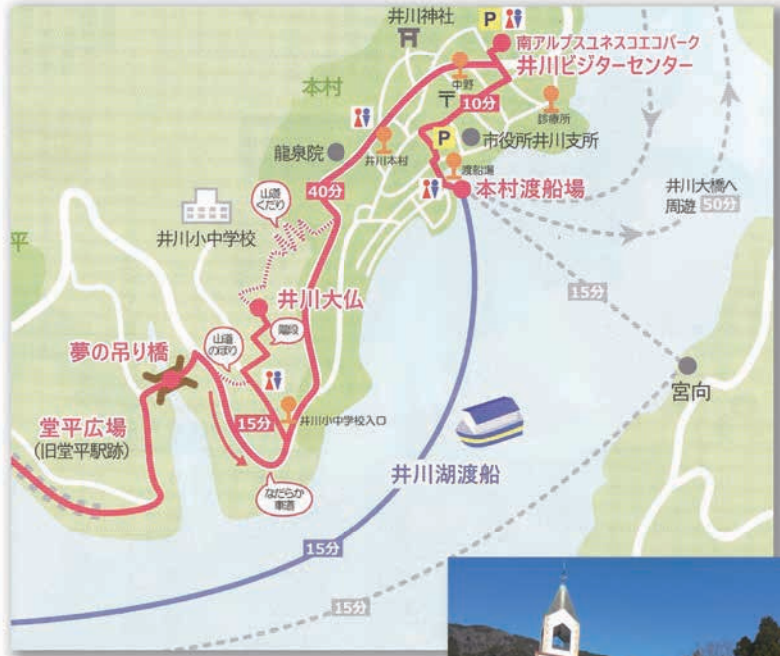 井川神社
P
南アルプスユネスコエコパーク
井川ビジターセンター
中野
本村
10分
診療所
P
市役所井川支所
龍泉院
井川本村
渡船場
本村渡船場
40分
山道
くだり
井川大橋へ
周遊 50分
井川小中学校
平
井川大仏
15分
階段
夢の吊り橋
山道
のぼり
宮向
堂平広場
(旧堂平駅跡)
15分
井川小中学校入口
井川湖渡船
なだらか
車道
15分
15分